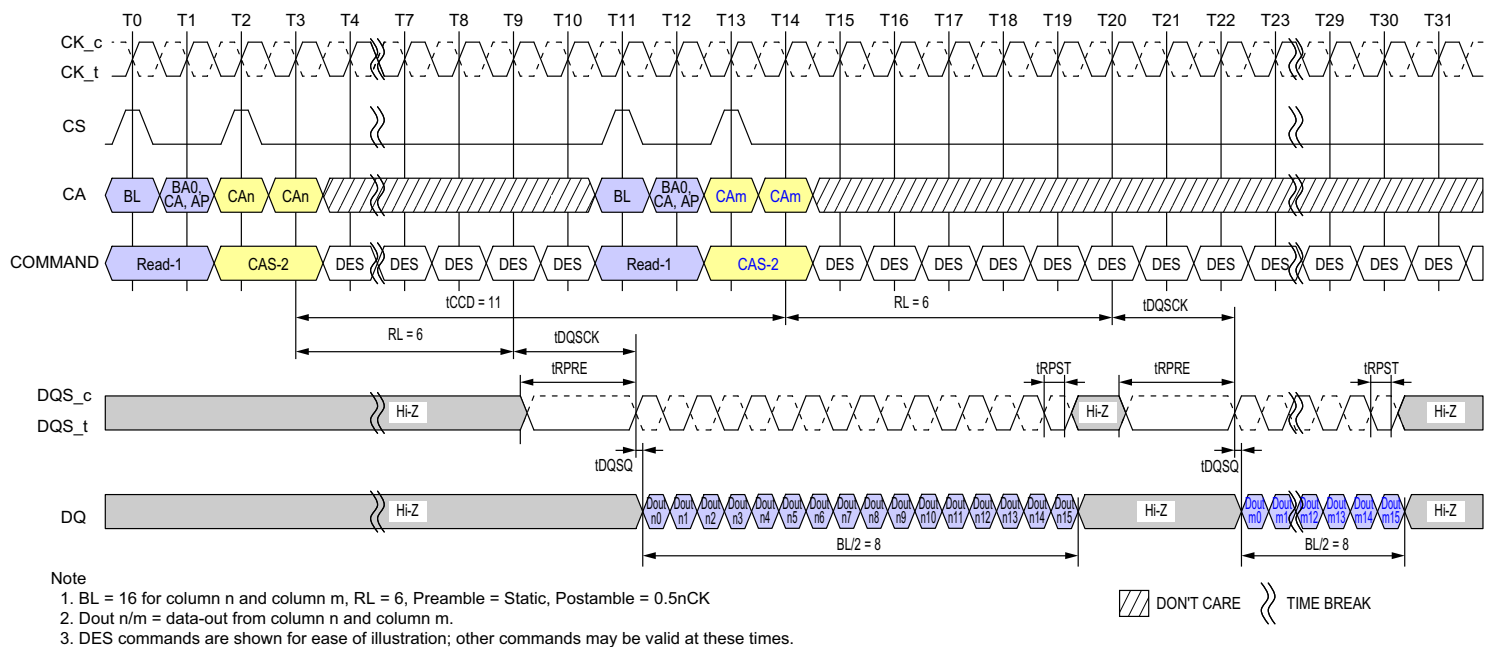 T0 T1 T2 T3 T4 T7 T8 T9 T10 T11 T12 T13 T14 T15 T16 T17 T18 T19 T20 T21 T22 T23 T29 T30 T31
CK_c
CK_t
CS
CA BL BA0, CA, AP CAn CAn BL BA0, CA, AP CAm CAm
COMMAND Read-1 CAS-2 DES DES DES DES DES Read-1 CAS-2 DES DES DES DES DES DES DES DES DES DES DES DES
tCCD = 11 RL = 6 tDQSCK
RL = 6 tDQSCK
tRPRE tRPST tRPRE tRPST
DQS_c
DQS_t
Hi-Z Hi-Z Hi-Z
tDQSQ tDQSQ
DQ Hi-Z Dout n0 Dout n1 Dout n2 Dout n3 Dout n4 Dout n5 Dout n6 Dout n7 Dout n8 Dout n9 Dout n10 Dout n11 Dout n12 Dout n13 Dout n14 Dout n15 Hi-Z Dout m0 Dout m1 Dout m12 Dout m13 Dout m14 Dout m15 Hi-Z
BL/2 = 8 BL/2 = 8
Note
1. BL = 16 for column n and column m, RL = 6, Preamble = Static, Postamble = 0.5nCK
2. Dout n/m = data-out from column n and column m.
3. DES commands are shown for ease of illustration; other commands may be valid at these times.
DON'T CARE TIME BREAK